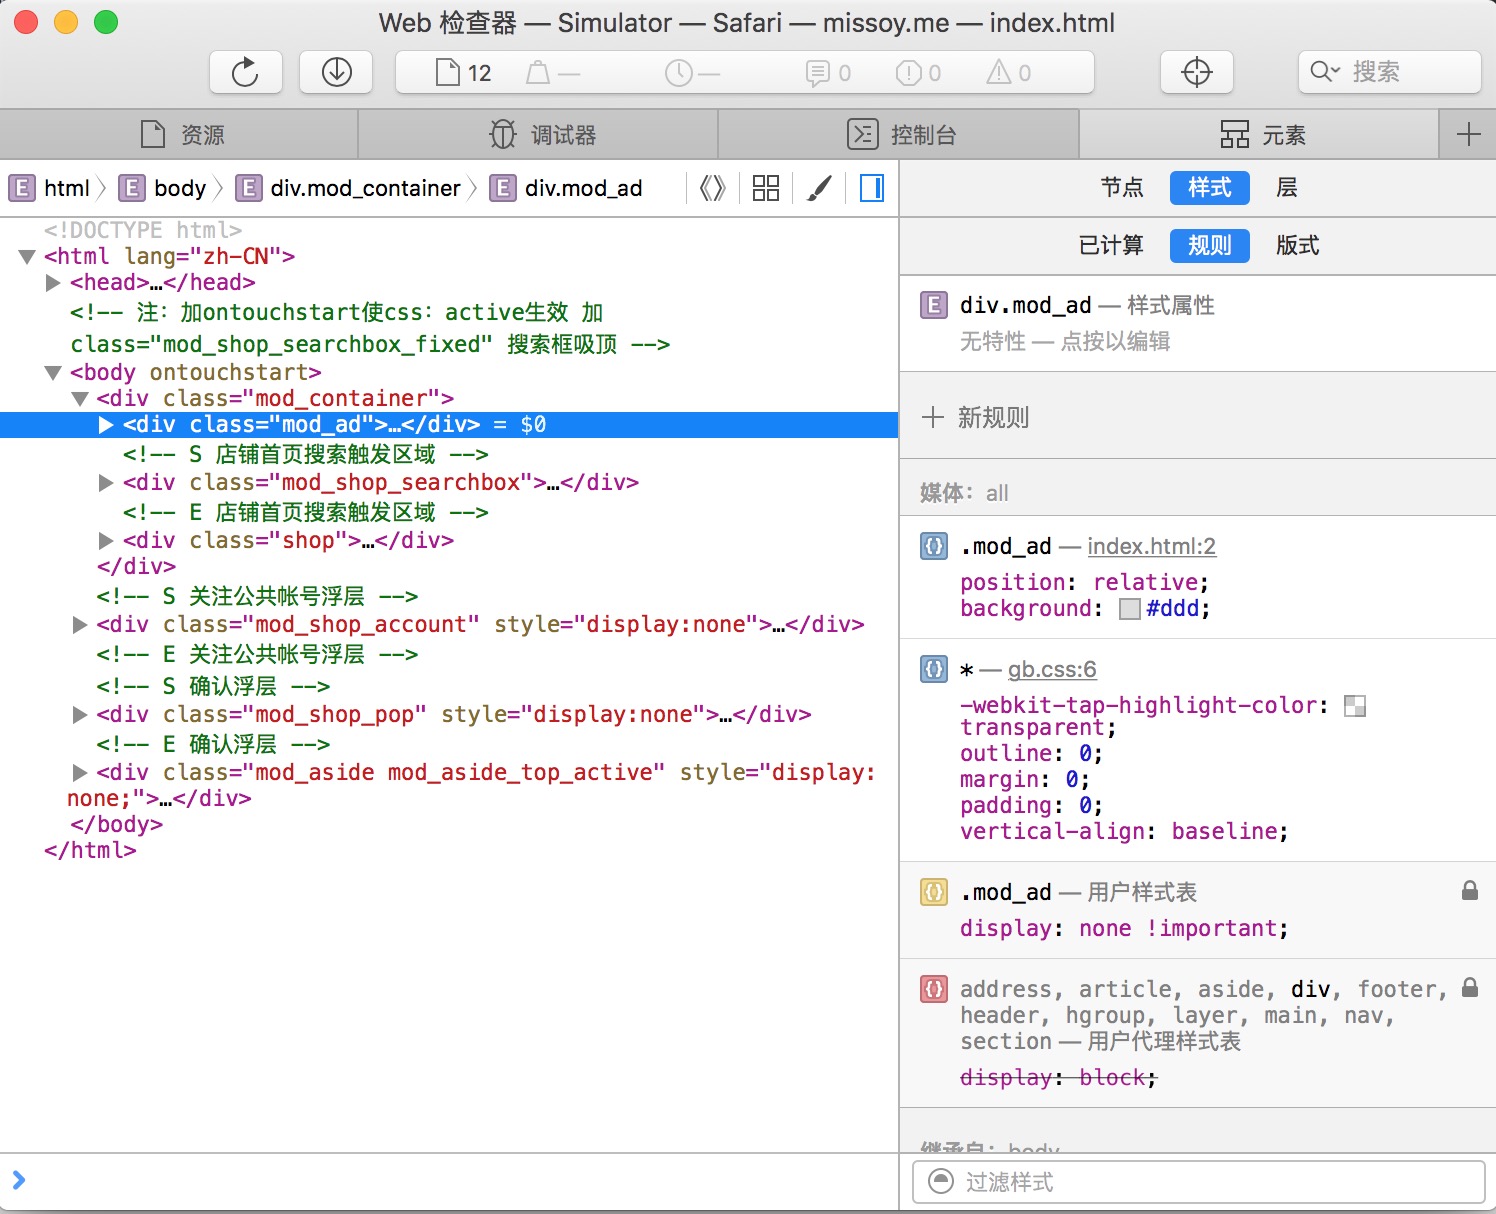 Web 检查器 — Simulator — Safari — missoy.me — index.html
12 — — 0 0 0 搜索
资源 调试器 控制台 元素
html body div.mod_container div.mod_ad
节点 样式 层
已计算 规则 版式
<!DOCTYPE html>
<html lang="zh-CN">
<head>…</head>
<!-- 注：加ontouchstart使css：active生效 加
class="mod_shop_searchbox_fixed" 搜索框吸顶 -->
<body ontouchstart>
<div class="mod_container">
<div class="mod_ad">…</div> = $0
<!-- S 店铺首页搜索触发区域 -->
<div class="mod_shop_searchbox">…</div>
<!-- E 店铺首页搜索触发区域 -->
<div class="shop">…</div>
</div>
<!-- S 关注公共帐号浮层 -->
<div class="mod_shop_account" style="display:none">…</div>
<!-- E 关注公共帐号浮层 -->
<!-- S 确认浮层 -->
<div class="mod_shop_pop" style="display:none">…</div>
<!-- E 确认浮层 -->
<div class="mod_aside mod_aside_top_active" style="display:
none;">…</div>
</body>
</html>
div.mod_ad — 样式属性
无特性 — 点按以编辑
新规则
媒体：all
.mod_ad — index.html:2
position: relative;
background: #ddd;
* — gb.css:6
-webkit-tap-highlight-color:
transparent;
outline: 0;
margin: 0;
padding: 0;
vertical-align: baseline;
.mod_ad — 用户样式表
display: none !important;
address, article, aside, div, footer,
header, hgroup, layer, main, nav,
section — 用户代理样式表
display: block;
继承自：body
过滤样式